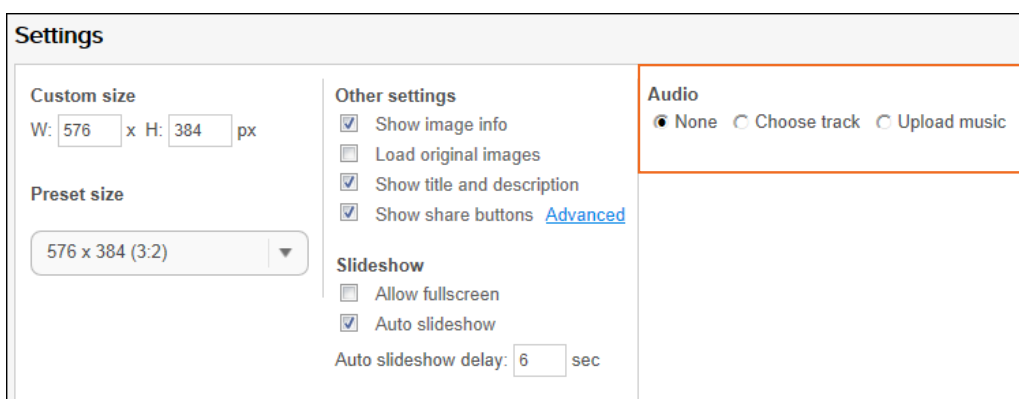 Settings
Custom size
W: 576 x H: 384 px
Preset size
576 x 384 (3:2)
Other settings
Show image info
Load original images
Show title and description
Show share buttons Advanced
Slideshow
Allow fullscreen
Auto slideshow
Auto slideshow delay: 6 sec
Audio
None Choose track Upload music